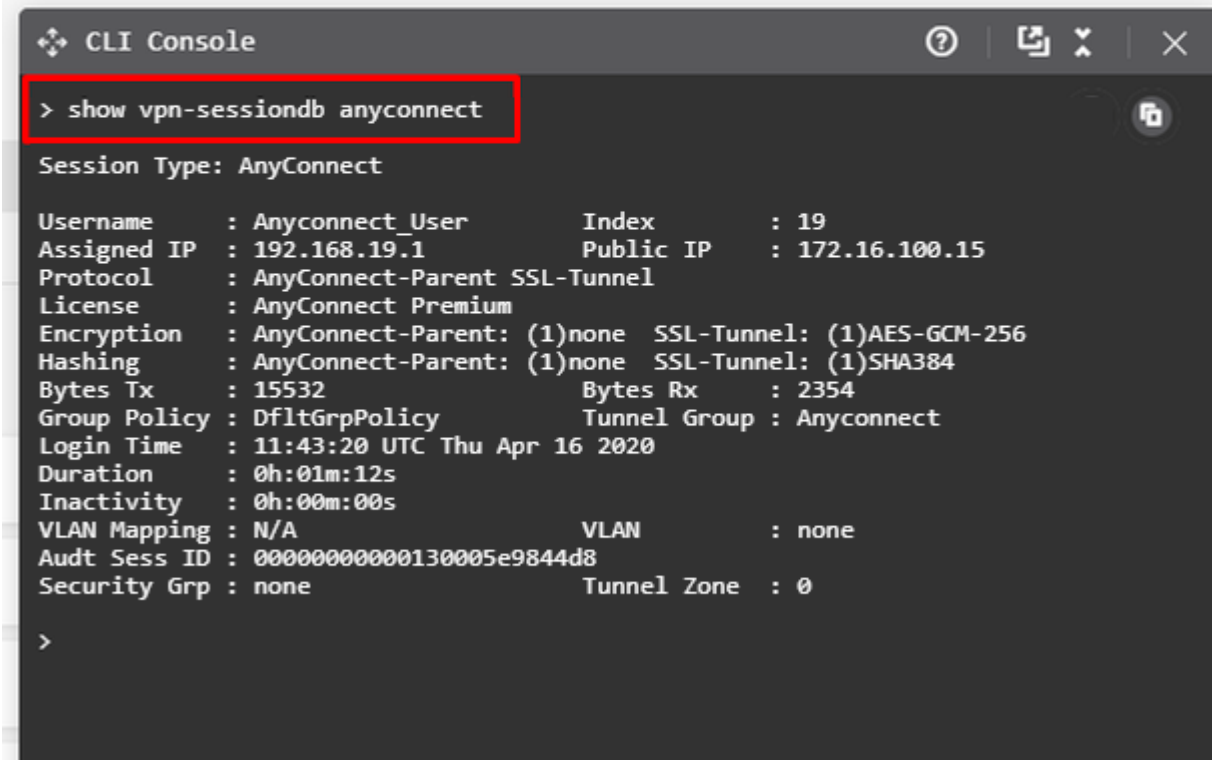 CLI Console
> show vpn-sessiondb anyconnect
Session Type: AnyConnect
Username     : Anyconnect_User      Index        : 19
Assigned IP  : 192.168.19.1         Public IP    : 172.16.100.15
Protocol     : AnyConnect-Parent SSL-Tunnel
License      : AnyConnect Premium
Encryption   : AnyConnect-Parent: (1)none  SSL-Tunnel: (1)AES-GCM-256
Hashing      : AnyConnect-Parent: (1)none  SSL-Tunnel: (1)SHA384
Bytes Tx     : 15532                Bytes Rx     : 2354
Group Policy : DfltGrpPolicy        Tunnel Group : Anyconnect
Login Time   : 11:43:20 UTC Thu Apr 16 2020
Duration     : 0h:01m:12s
Inactivity   : 0h:00m:00s
VLAN Mapping : N/A                  VLAN         : none
Audt Sess ID : 00000000000130005e9844d8
Security Grp : none                 Tunnel Zone  : 0
>